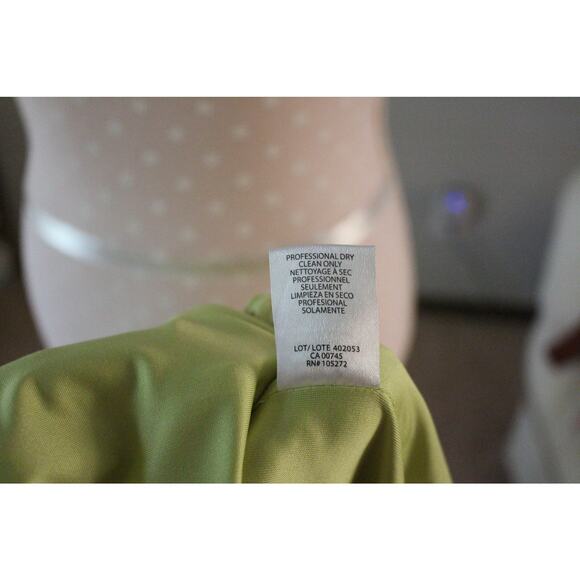 PROFESSIONAL DRY
CLEAN ONLY
NETTOYAGE À SEC
PROFESSIONNEL
SEULEMENT
LIMPIEZA EN SECO
PROFESIONAL
SOLAMENTE
LOT/ LOTE 402053
CA 00745
RN# 105272